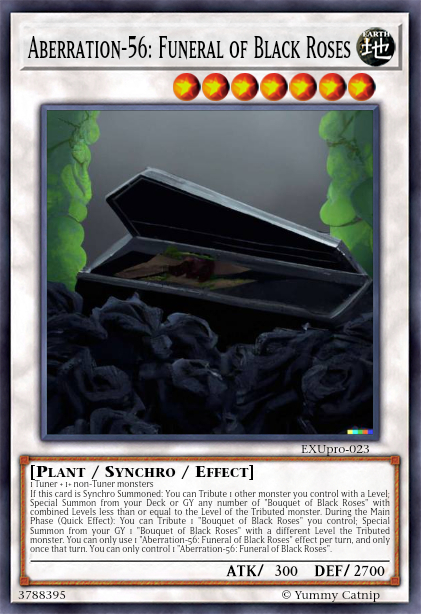 Aberration-56: Funeral of Black Roses
EARTH
地
EXUpro-023
[Plant / Synchro / Effect]
1 Tuner + 1+ non-Tuner monsters
If this card is Synchro Summoned: You can Tribute 1 other monster you control with a Level;
Special Summon from your Deck or GY any number of "Bouquet of Black Roses" with
combined Levels less than or equal to the Level of the Tributed monster. During the Main
Phase (Quick Effect): You can Tribute 1 "Bouquet of Black Roses" you control; Special
Summon from your GY 1 "Bouquet of Black Roses" with a different Level the Tributed
monster. You can only use 1 "Aberration-56: Funeral of Black Roses" effect per turn, and only
once that turn. You can only control 1 "Aberration-56: Funeral of Black Roses".
ATK/ 300 DEF/ 2700
3788395 © Yummy Catnip